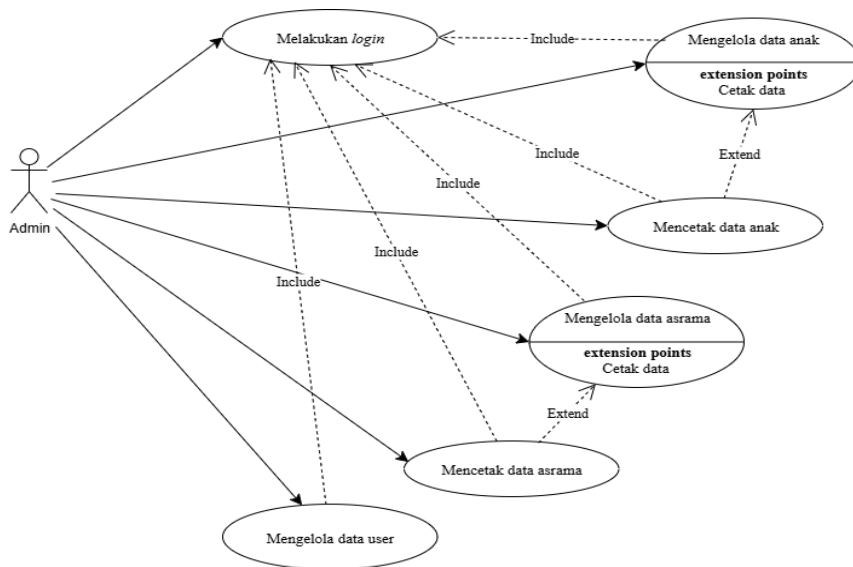 Melakukan login
Include
Mengelola data anak
extension points
Cetak data
Include
Extend
Include
Admin
Mencetak data anak
Include
Include
Mengelola data asrama
extension points
Cetak data
Extend
Mencetak data asrama
Mengelola data user